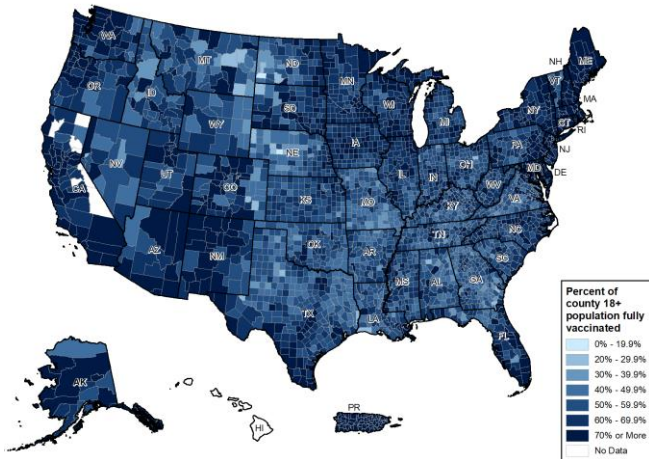 WA
MT
ND
MN
ME
NH
VT
OR
ID
SD
WI
MI
NY
MA
CT
RI
WY
IA
PA
NJ
NE
NV
UT
CO
IL
IN
OH
MD
DE
CA
KS
MO
WV
VA
KY
AZ
NM
OK
AR
TN
NC
SC
TX
LA
MS
AL
GA
FL
AK
HI
PR
Percent of
county 18+
population fully
vaccinated
0% - 19.9%
20% - 29.9%
30% - 39.9%
40% - 49.9%
50% - 59.9%
60% - 69.9%
70% or More
No Data